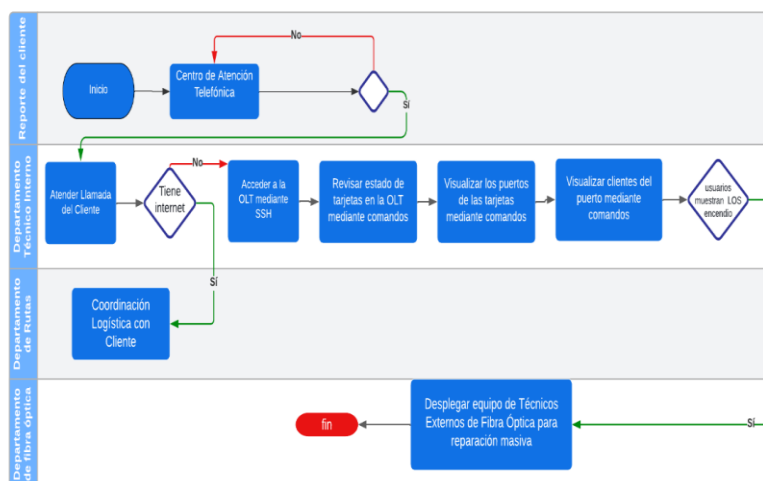 Reporte del cliente
No
Inicio
Centro de Atención
Telefónica
Sí
Departamento
Técnico Interno
Atender Llamada
del Cliente
Tiene
internet
No
Acceder a la
OLT mediante
SSH
Revisar estado de
tarjetas en la OLT
mediante comandos
Visualizar los puertos
de las tarjetas
mediante comandos
Visualizar clientes del
puerto mediante
comandos
usuarios
muestran LOS
encendio
Sí
Departamento
de Rutas
Coordinación
Logística con
Cliente
Departamento
de fibra óptica
fin
Desplegar equipo de Técnicos
Externos de Fibra Óptica para
reparación masiva
Sí